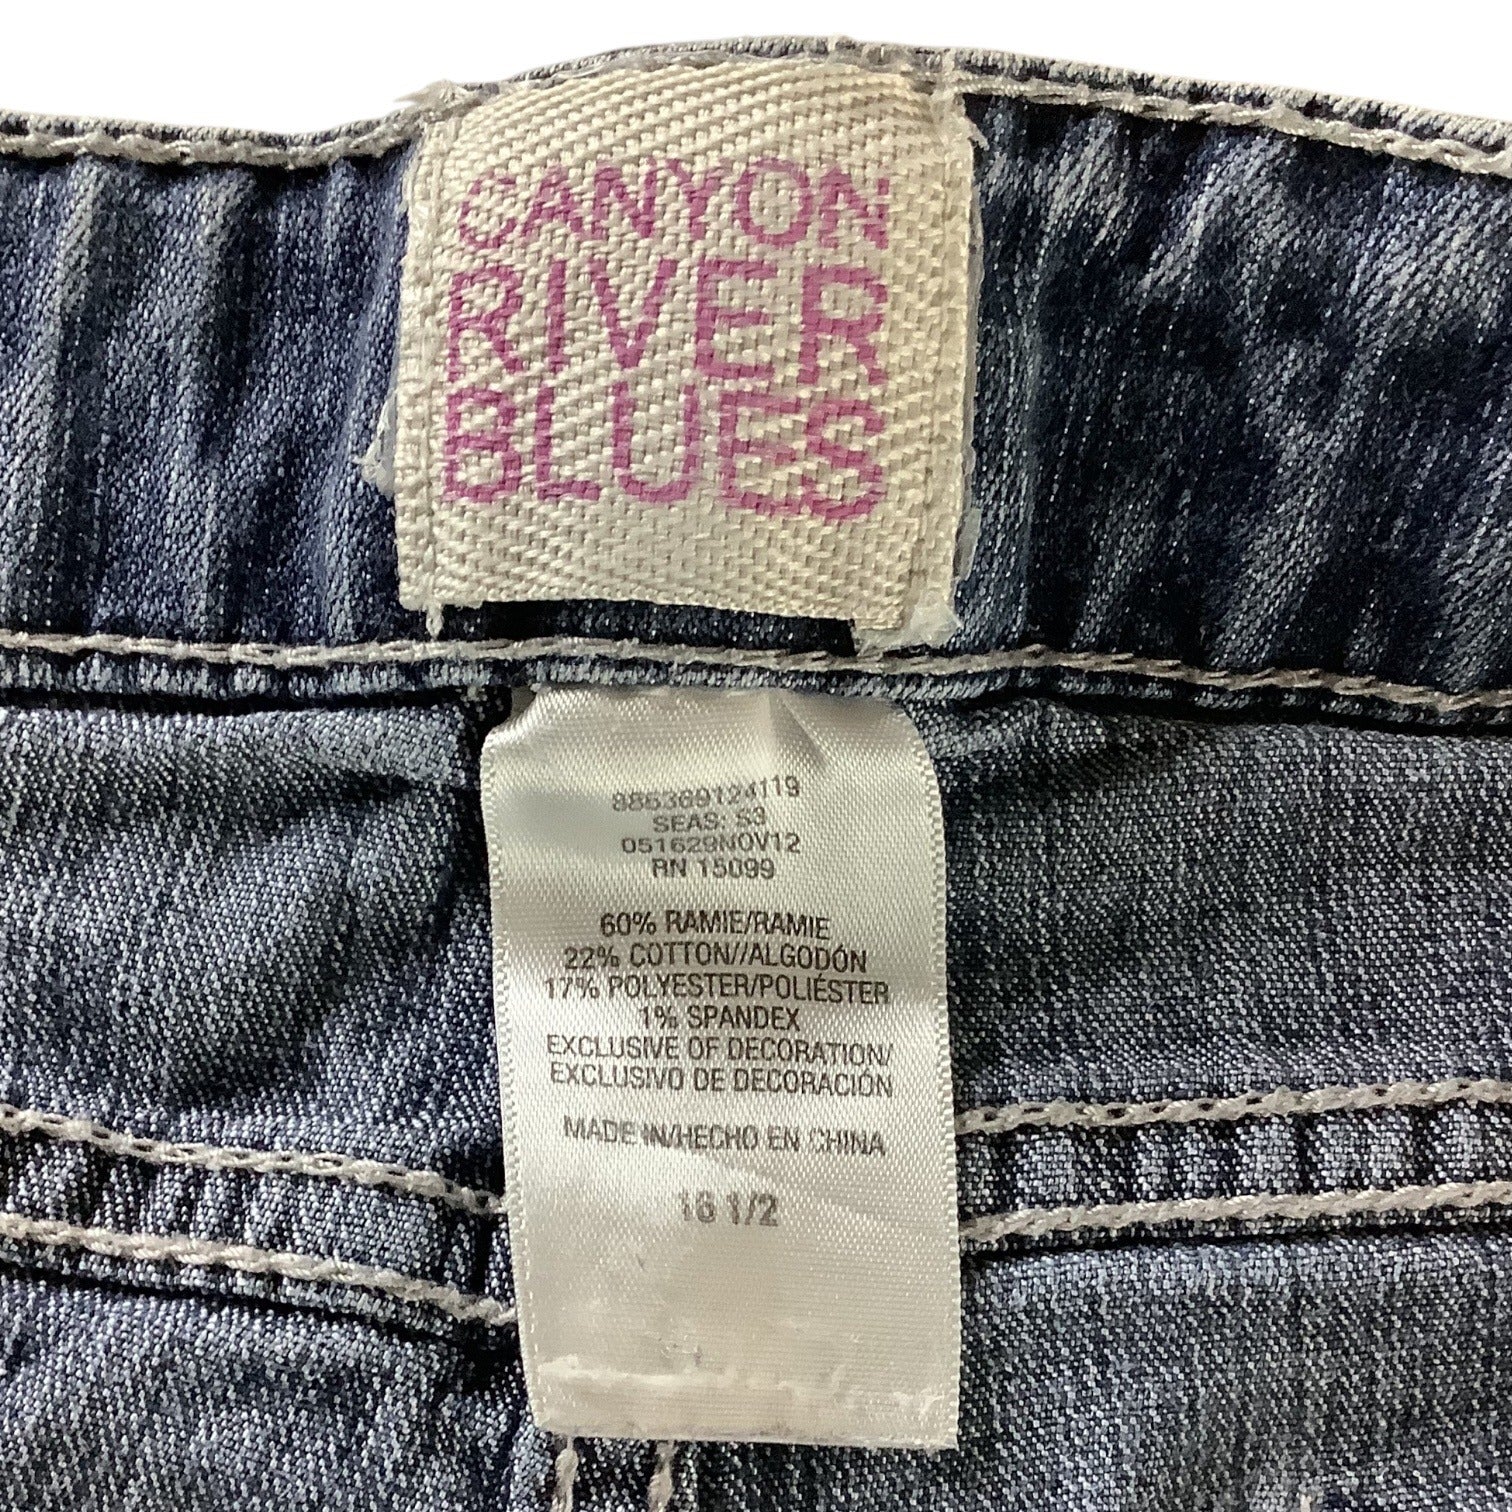 CANYON
RIVER
BLUES
886369124119
SEAS: S3
051629NOV12
RN 15099
60% RAMIE/RAMIE
22% COTTON//ALGODÓN
17% POLYESTER/POLIÉSTER
1% SPANDEX
EXCLUSIVE OF DECORATION/
EXCLUSIVO DE DECORACIÓN
MADE IN/HECHO EN CHINA
16 1/2